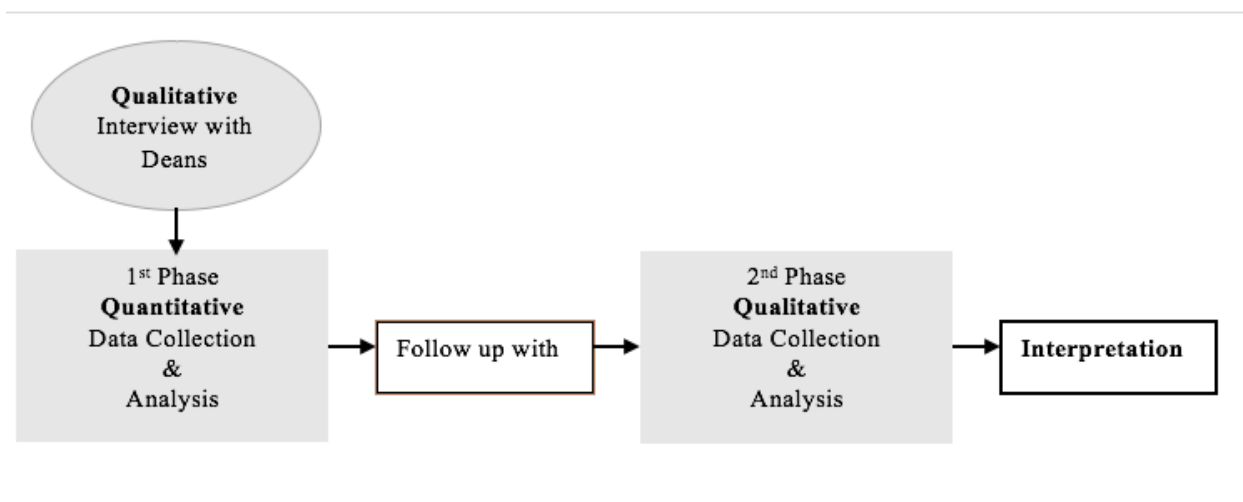 Qualitative
Interview with
Deans
1st Phase
Quantitative
Data Collection
&
Analysis
Follow up with
2nd Phase
Qualitative
Data Collection
&
Analysis
Interpretation